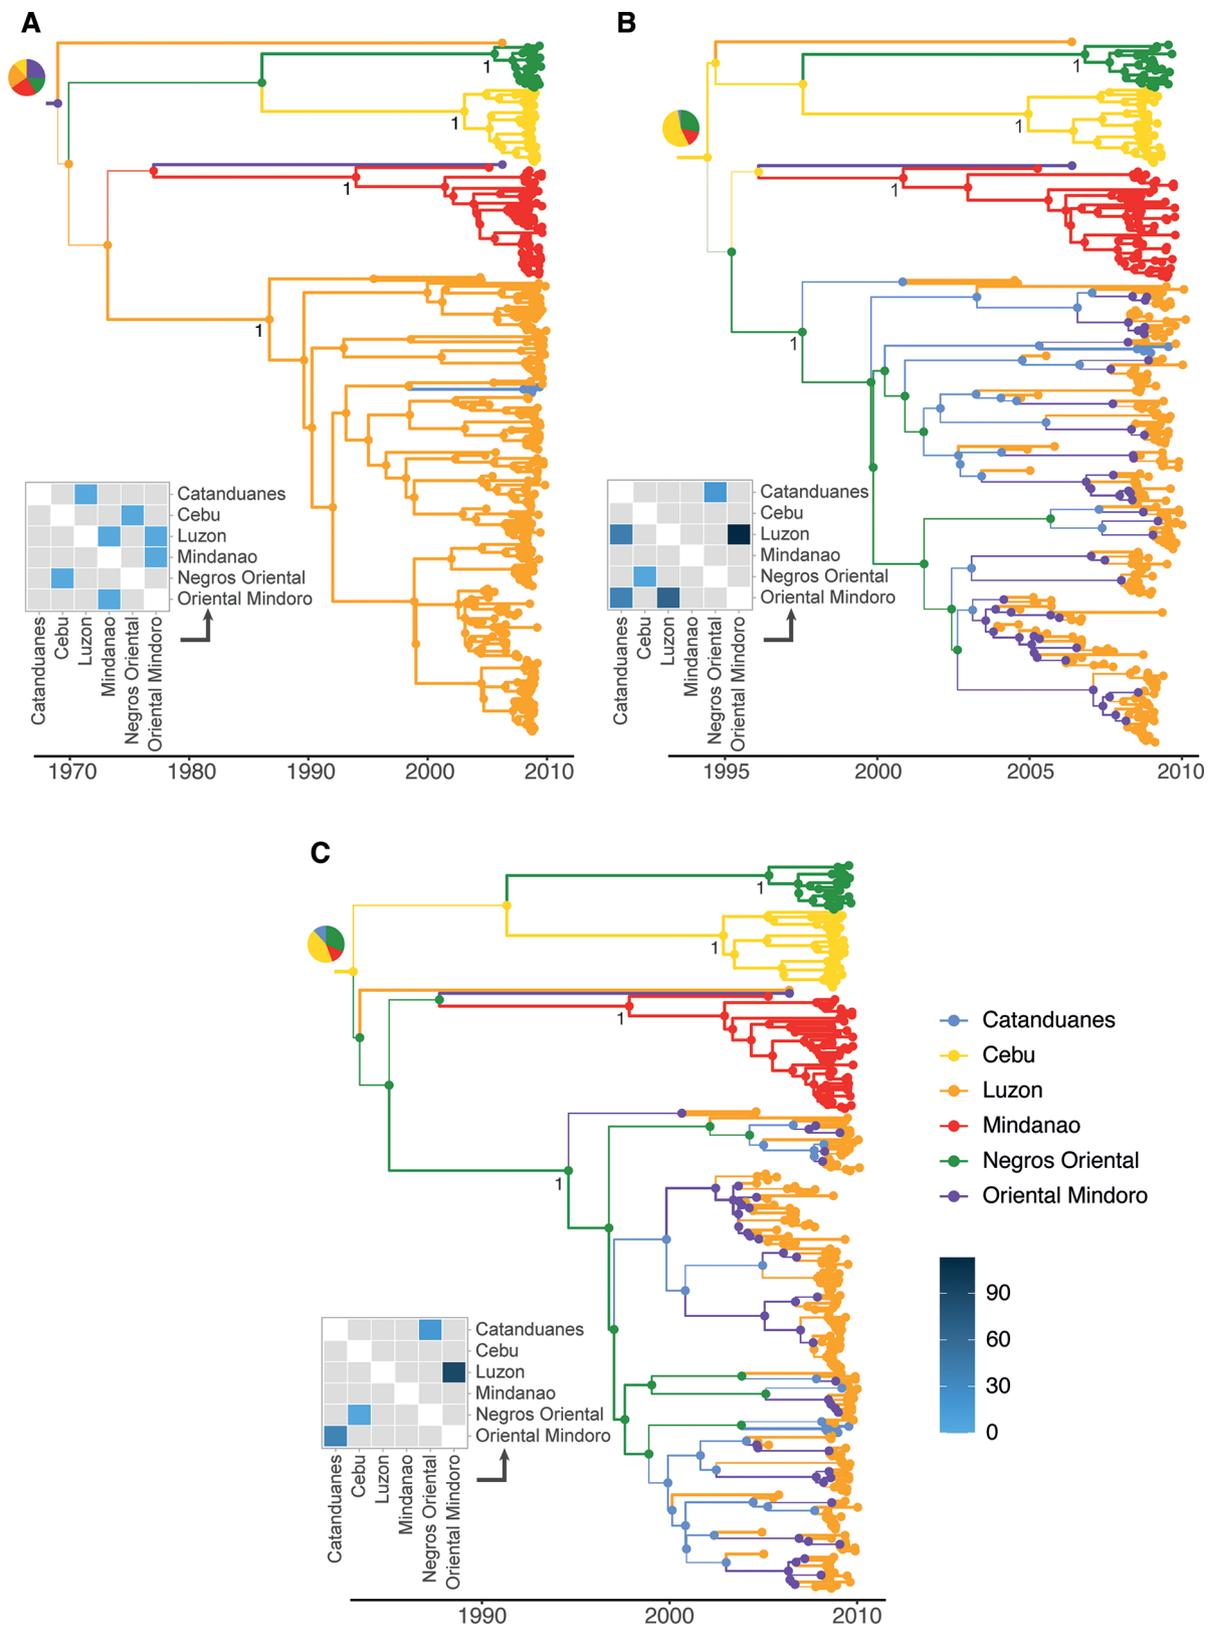 A
B
1
1
1
1
1
1
1
1
Catanduanes
Cebu
Luzon
Mindanao
Negros Oriental
Oriental Mindoro
Catanduanes
Cebu
Luzon
Mindanao
Negros Oriental
Oriental Mindoro
Catanduanes
Cebu
Luzon
Mindanao
Negros Oriental
Oriental Mindoro
Catanduanes
Cebu
Luzon
Mindanao
Negros Oriental
Oriental Mindoro
1970 1980 1990 2000 2010
1995 2000 2005 2010
C
1
1
1
1
Catanduanes
Cebu
Luzon
Mindanao
Negros Oriental
Oriental Mindoro
90
60
30
0
Catanduanes
Cebu
Luzon
Mindanao
Negros Oriental
Oriental Mindoro
Catanduanes
Cebu
Luzon
Mindanao
Negros Oriental
Oriental Mindoro
1990 2000 2010